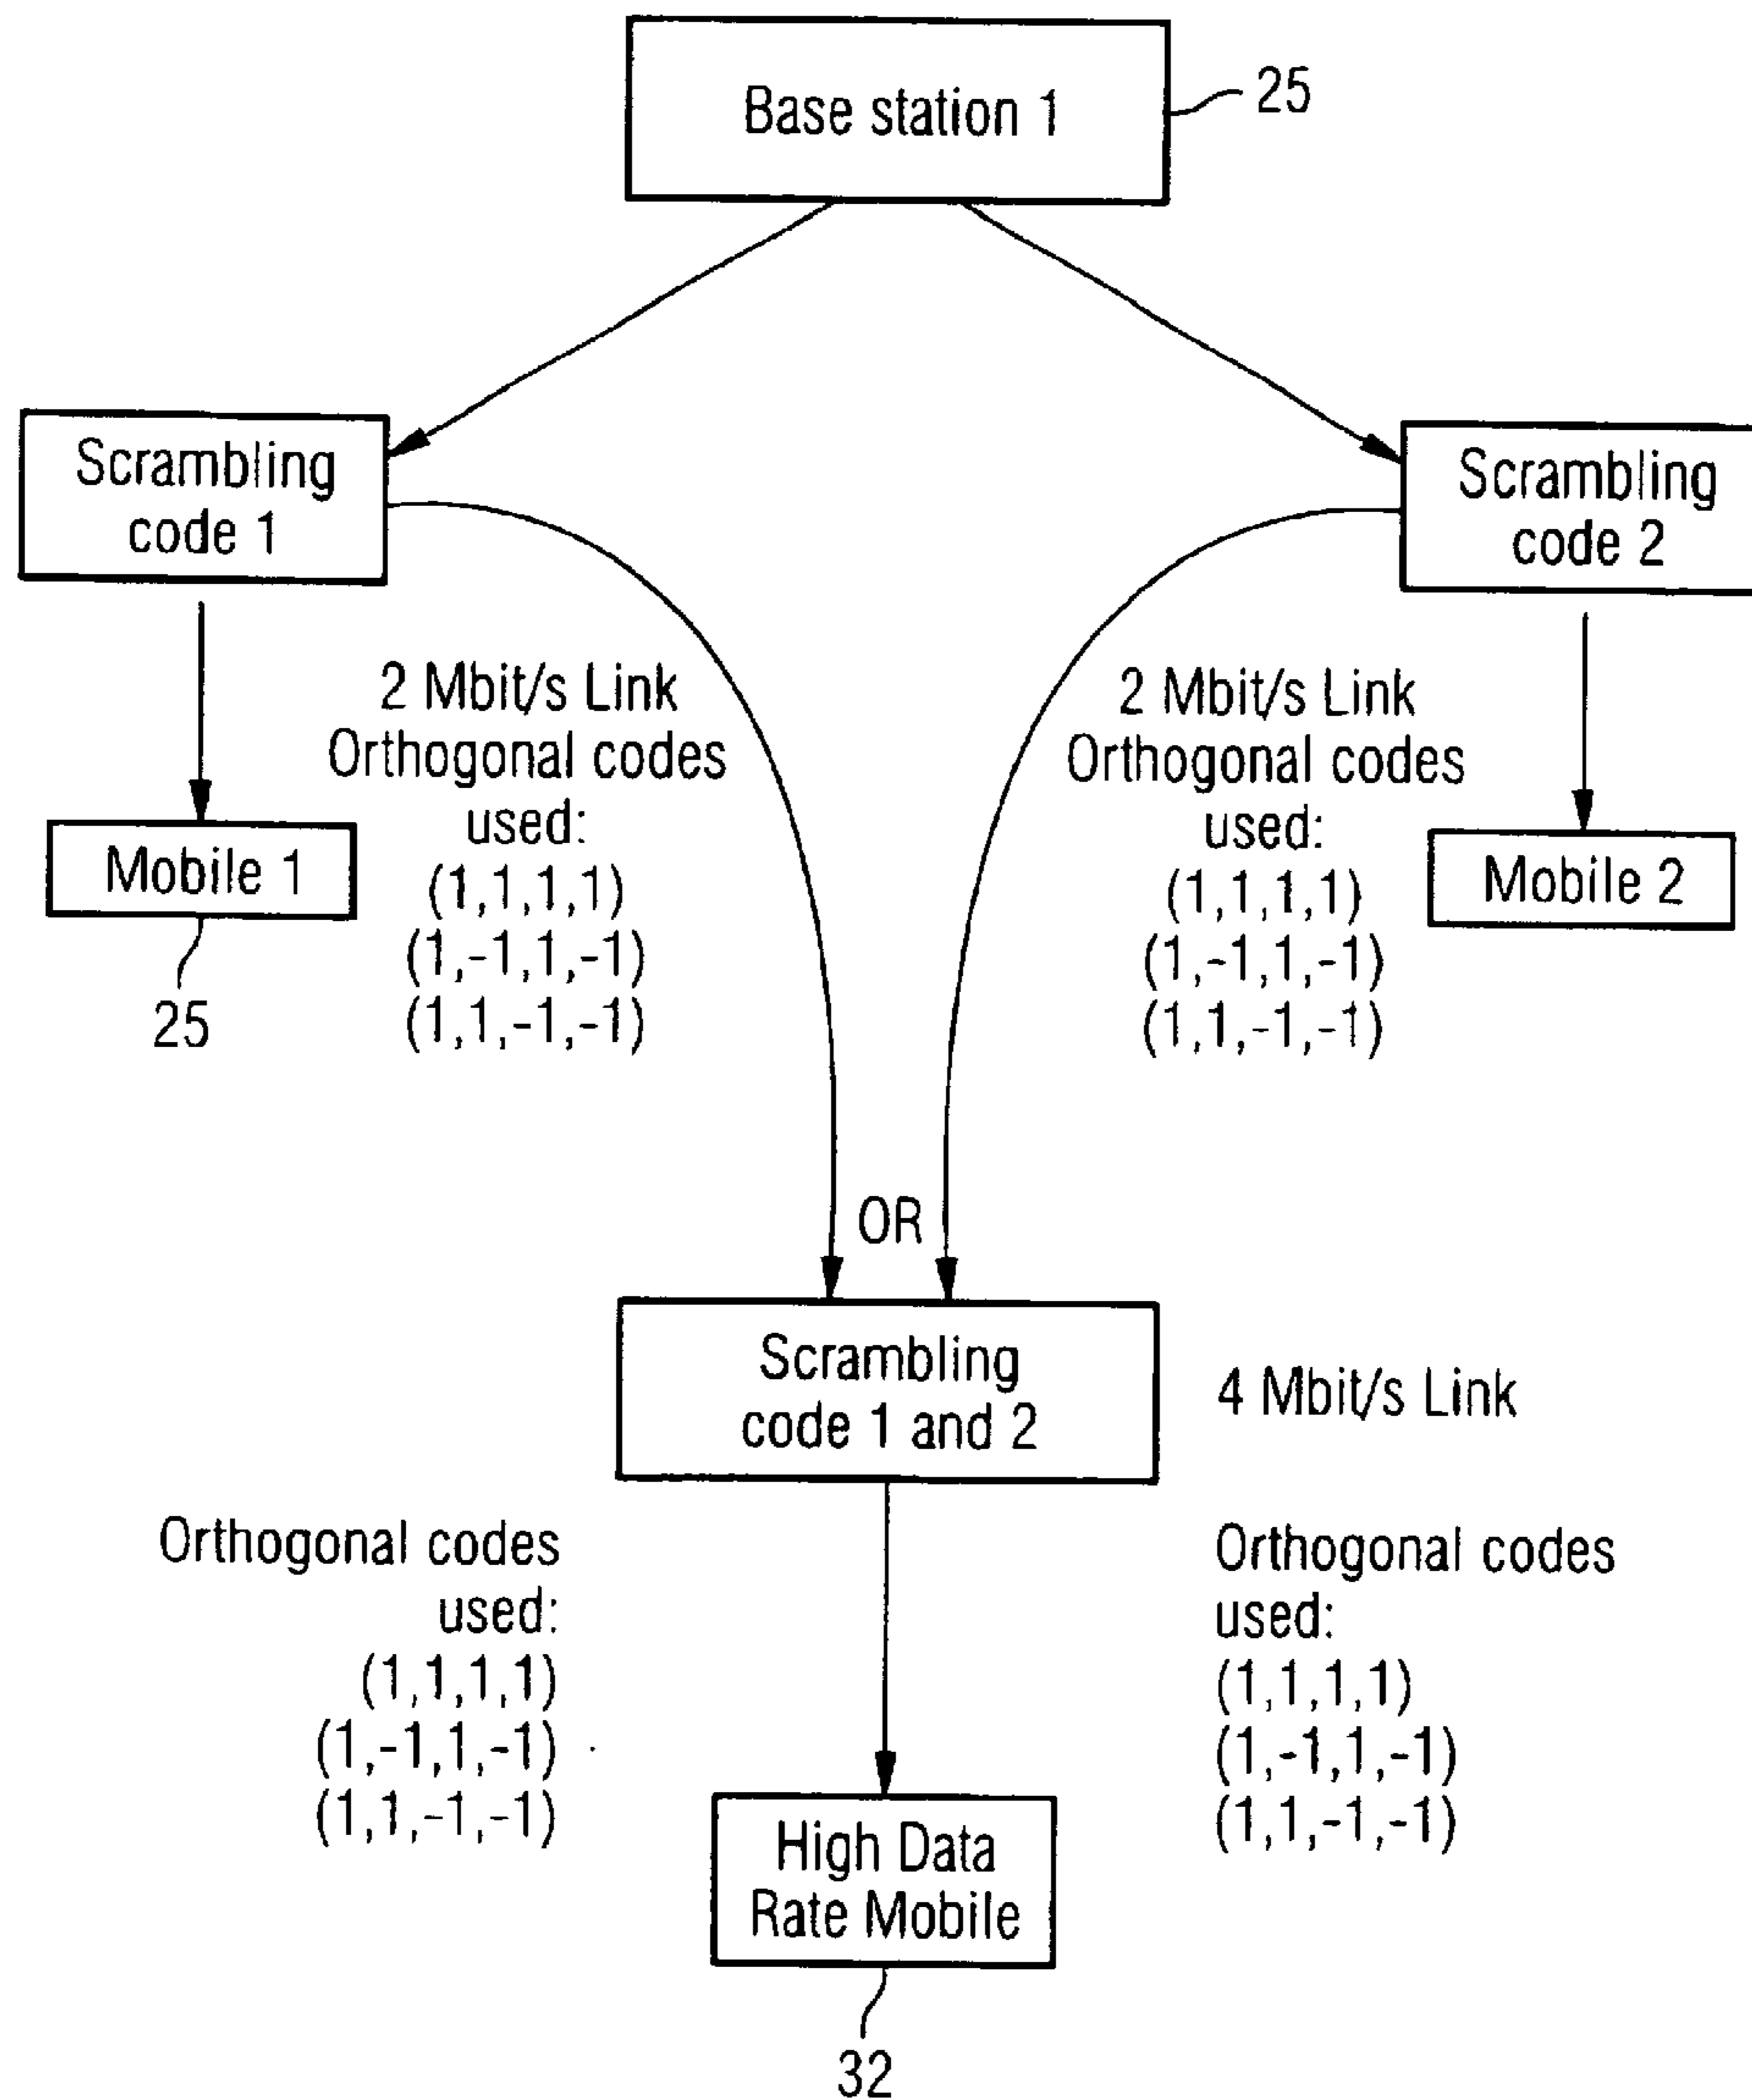 Base station 1
25
Scrambling
code 1
Scrambling
code 2
2 Mbit/s Link
Orthogonal codes
used:
(1,1,1,1)
(1,-1,1,-1)
(1,1,-1,-1)
2 Mbit/s Link
Orthogonal codes
used:
(1,1,1,1)
(1,-1,1,-1)
(1,1,-1,-1)
Mobile 1
25
Mobile 2
OR
Scrambling
code 1 and 2
4 Mbit/s Link
Orthogonal codes
used:
(1,1,1,1)
(1,-1,1,-1)
(1,1,-1,-1)
Orthogonal codes
used:
(1,1,1,1)
(1,-1,1,-1)
(1,1,-1,-1)
High Data
Rate Mobile
32